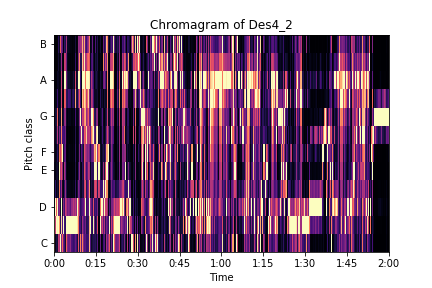 Chromagram of Des4_2
Pitch class
B
A
G
F
E
D
C
0:00 0:15 0:30 0:45 1:00 1:15 1:30 1:45 2:00
Time